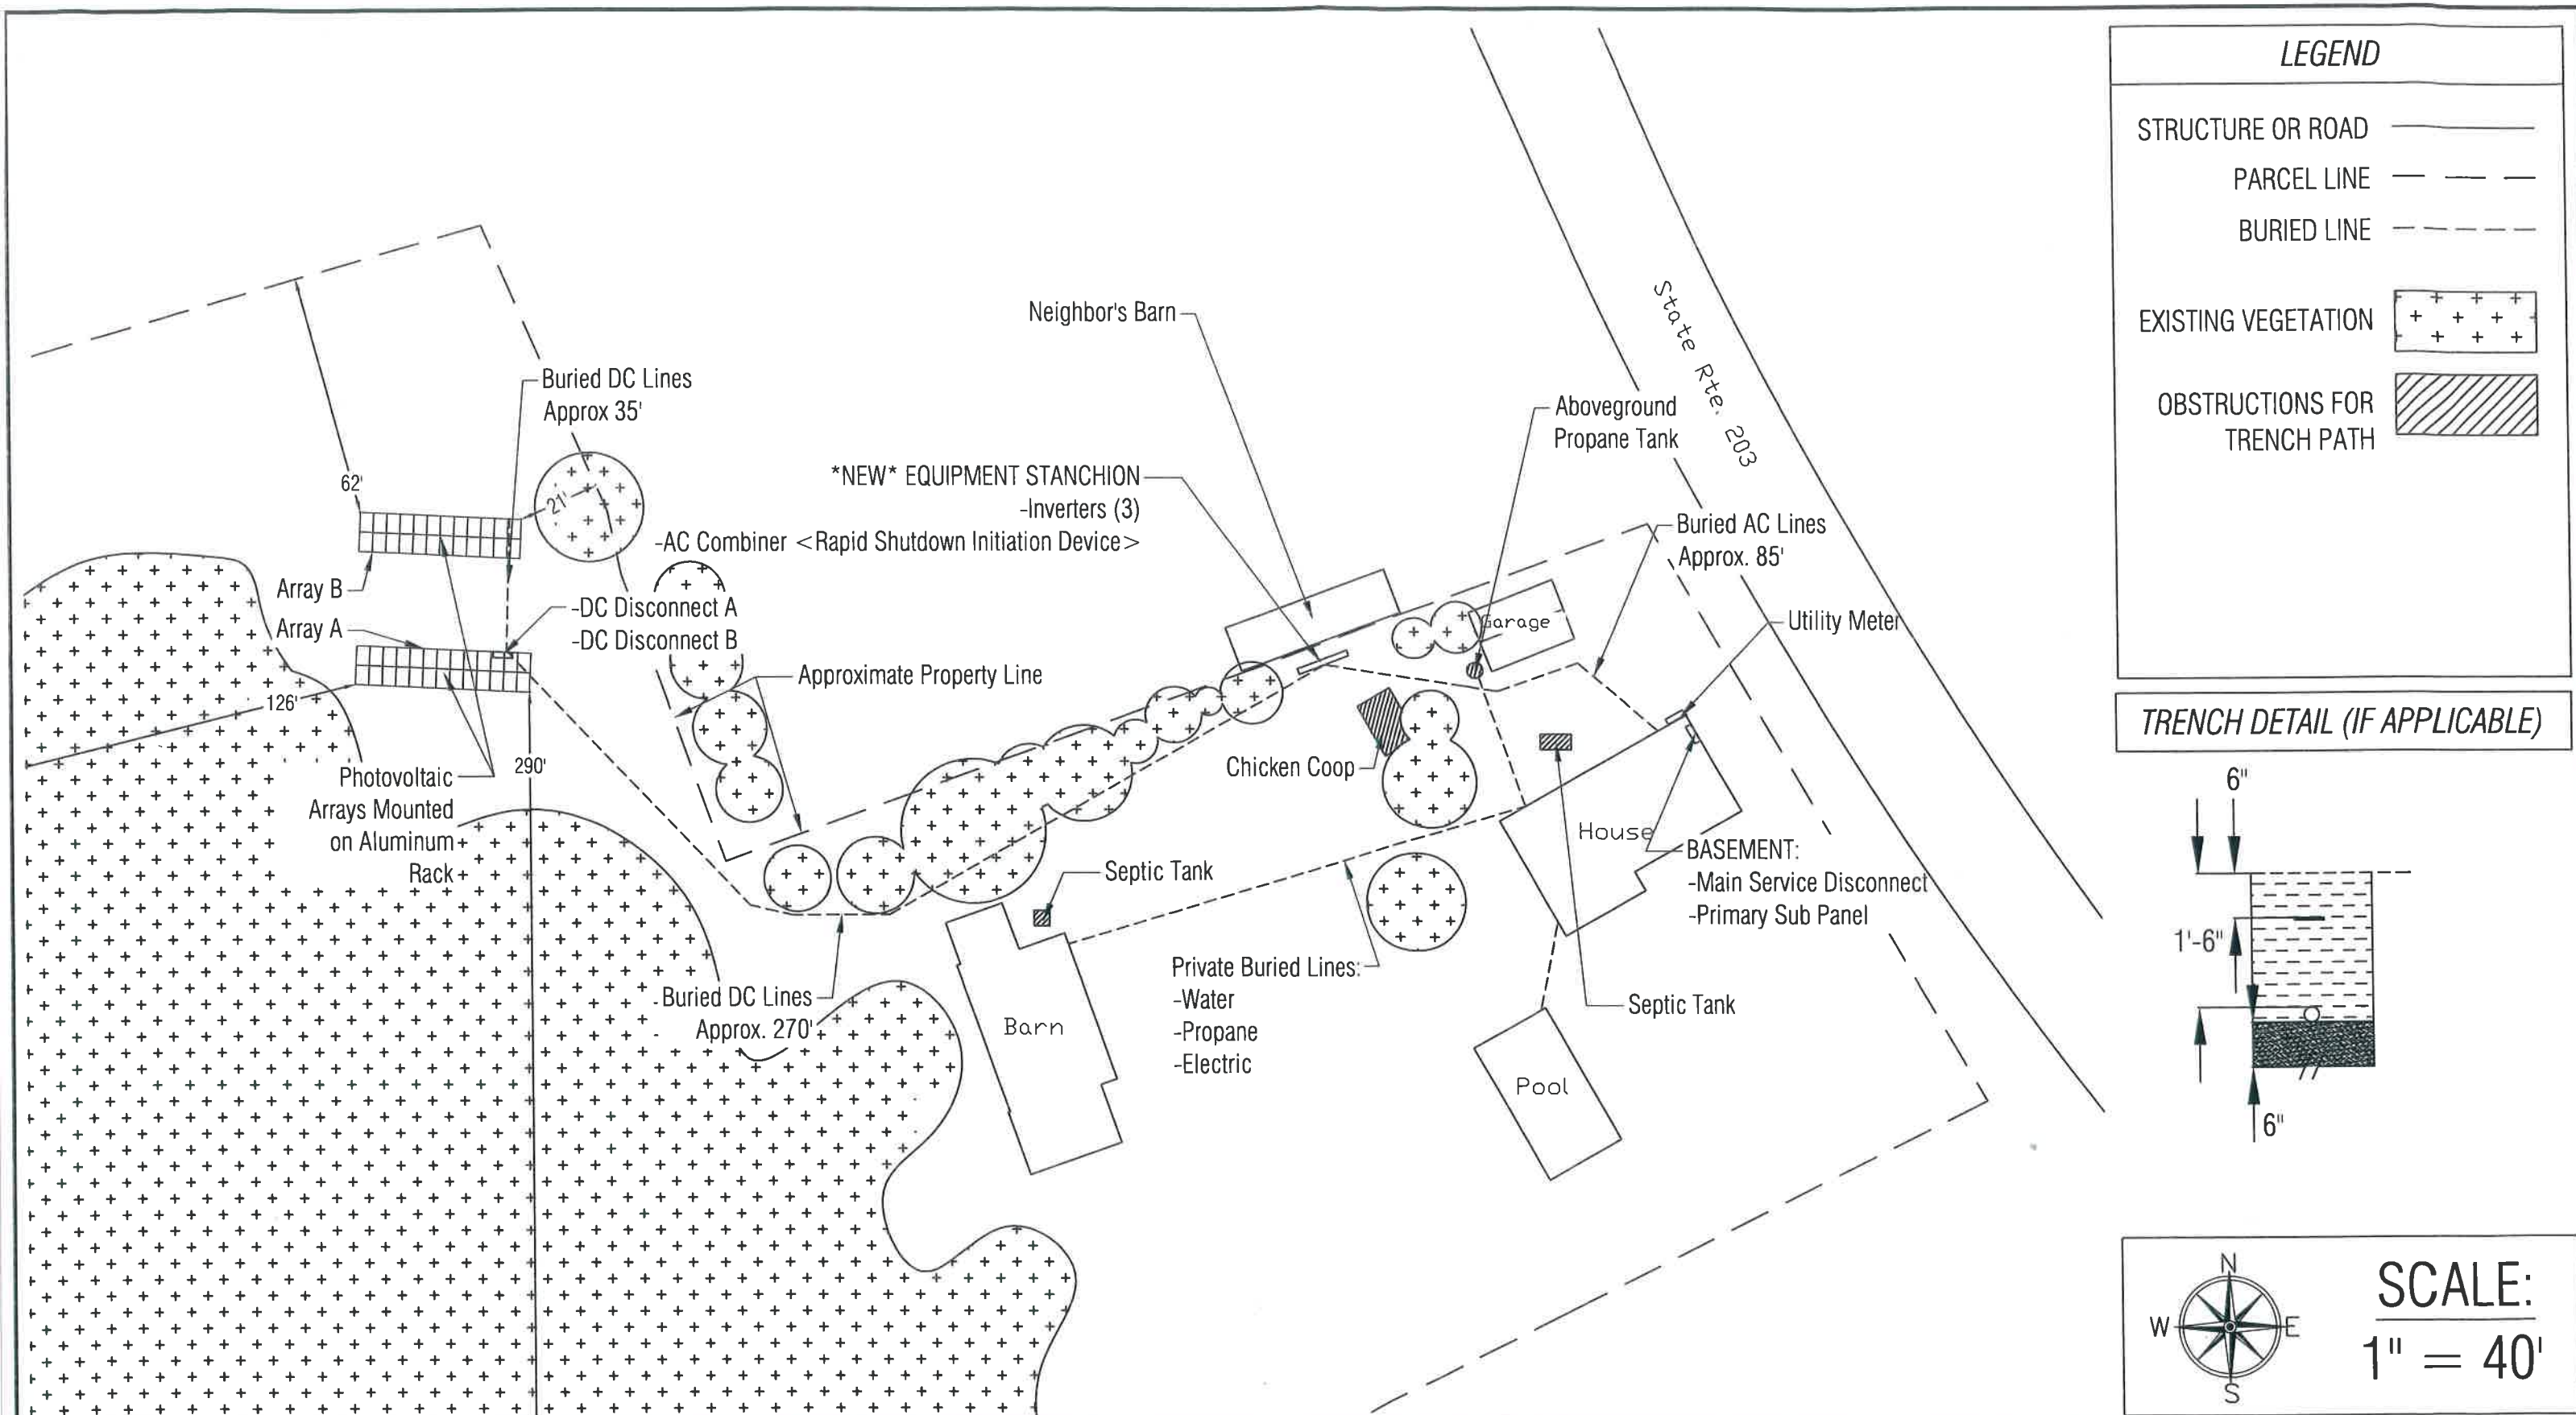 LEGEND
STRUCTURE OR ROAD
PARCEL LINE
BURIED LINE
EXISTING VEGETATION
OBSTRUCTIONS FOR
TRENCH PATH
TRENCH DETAIL (IF APPLICABLE)
6"
1'-6"
6"
N
W
E
S
SCALE:
1" = 40'
State Rte. 203
Neighbor's Barn
Buried DC Lines
Approx 35'
Aboveground
Propane Tank
*NEW* EQUIPMENT STANCHION
-Inverters (3)
-AC Combiner <Rapid Shutdown Initiation Device>
62'
21'
Buried AC Lines
Approx. 85'
Array B
Array A
-DC Disconnect A
-DC Disconnect B
Garage
Utility Meter
Approximate Property Line
126'
290'
Photovoltaic
Arrays Mounted
on Aluminum
Rack
Chicken Coop
House
BASEMENT:
-Main Service Disconnect
-Primary Sub Panel
Septic Tank
Private Buried Lines:
-Water
-Propane
-Electric
Septic Tank
Buried DC Lines
Approx. 270'
Barn
Pool